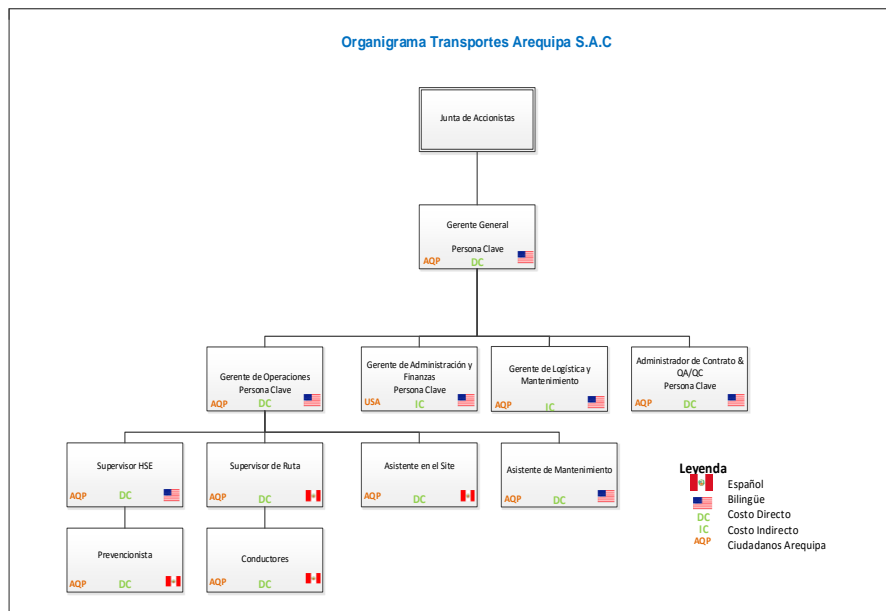 Organigrama Transportes Arequipa S.A.C
Junta de Accionistas
Gerente General
Persona Clave
AQP DC
Gerente de Operaciones
Persona Clave
AQP DC
Gerente de Administración y
Finanzas
Persona Clave
USA IC
Gerente de Logística y
Mantenimiento
AQP IC
Administrador de Contrato &
QA/QC
Persona Clave
AQP DC
Supervisor HSE
AQP DC
Supervisor de Ruta
AQP DC
Asistente en el Site
AQP DC
Asistente de Mantenimiento
AQP DC
Prevencionista
AQP DC
Conductores
AQP DC
Leyenda
Español
Bilingüe
DC Costo Directo
IC Costo Indirecto
AQP Ciudadanos Arequipa